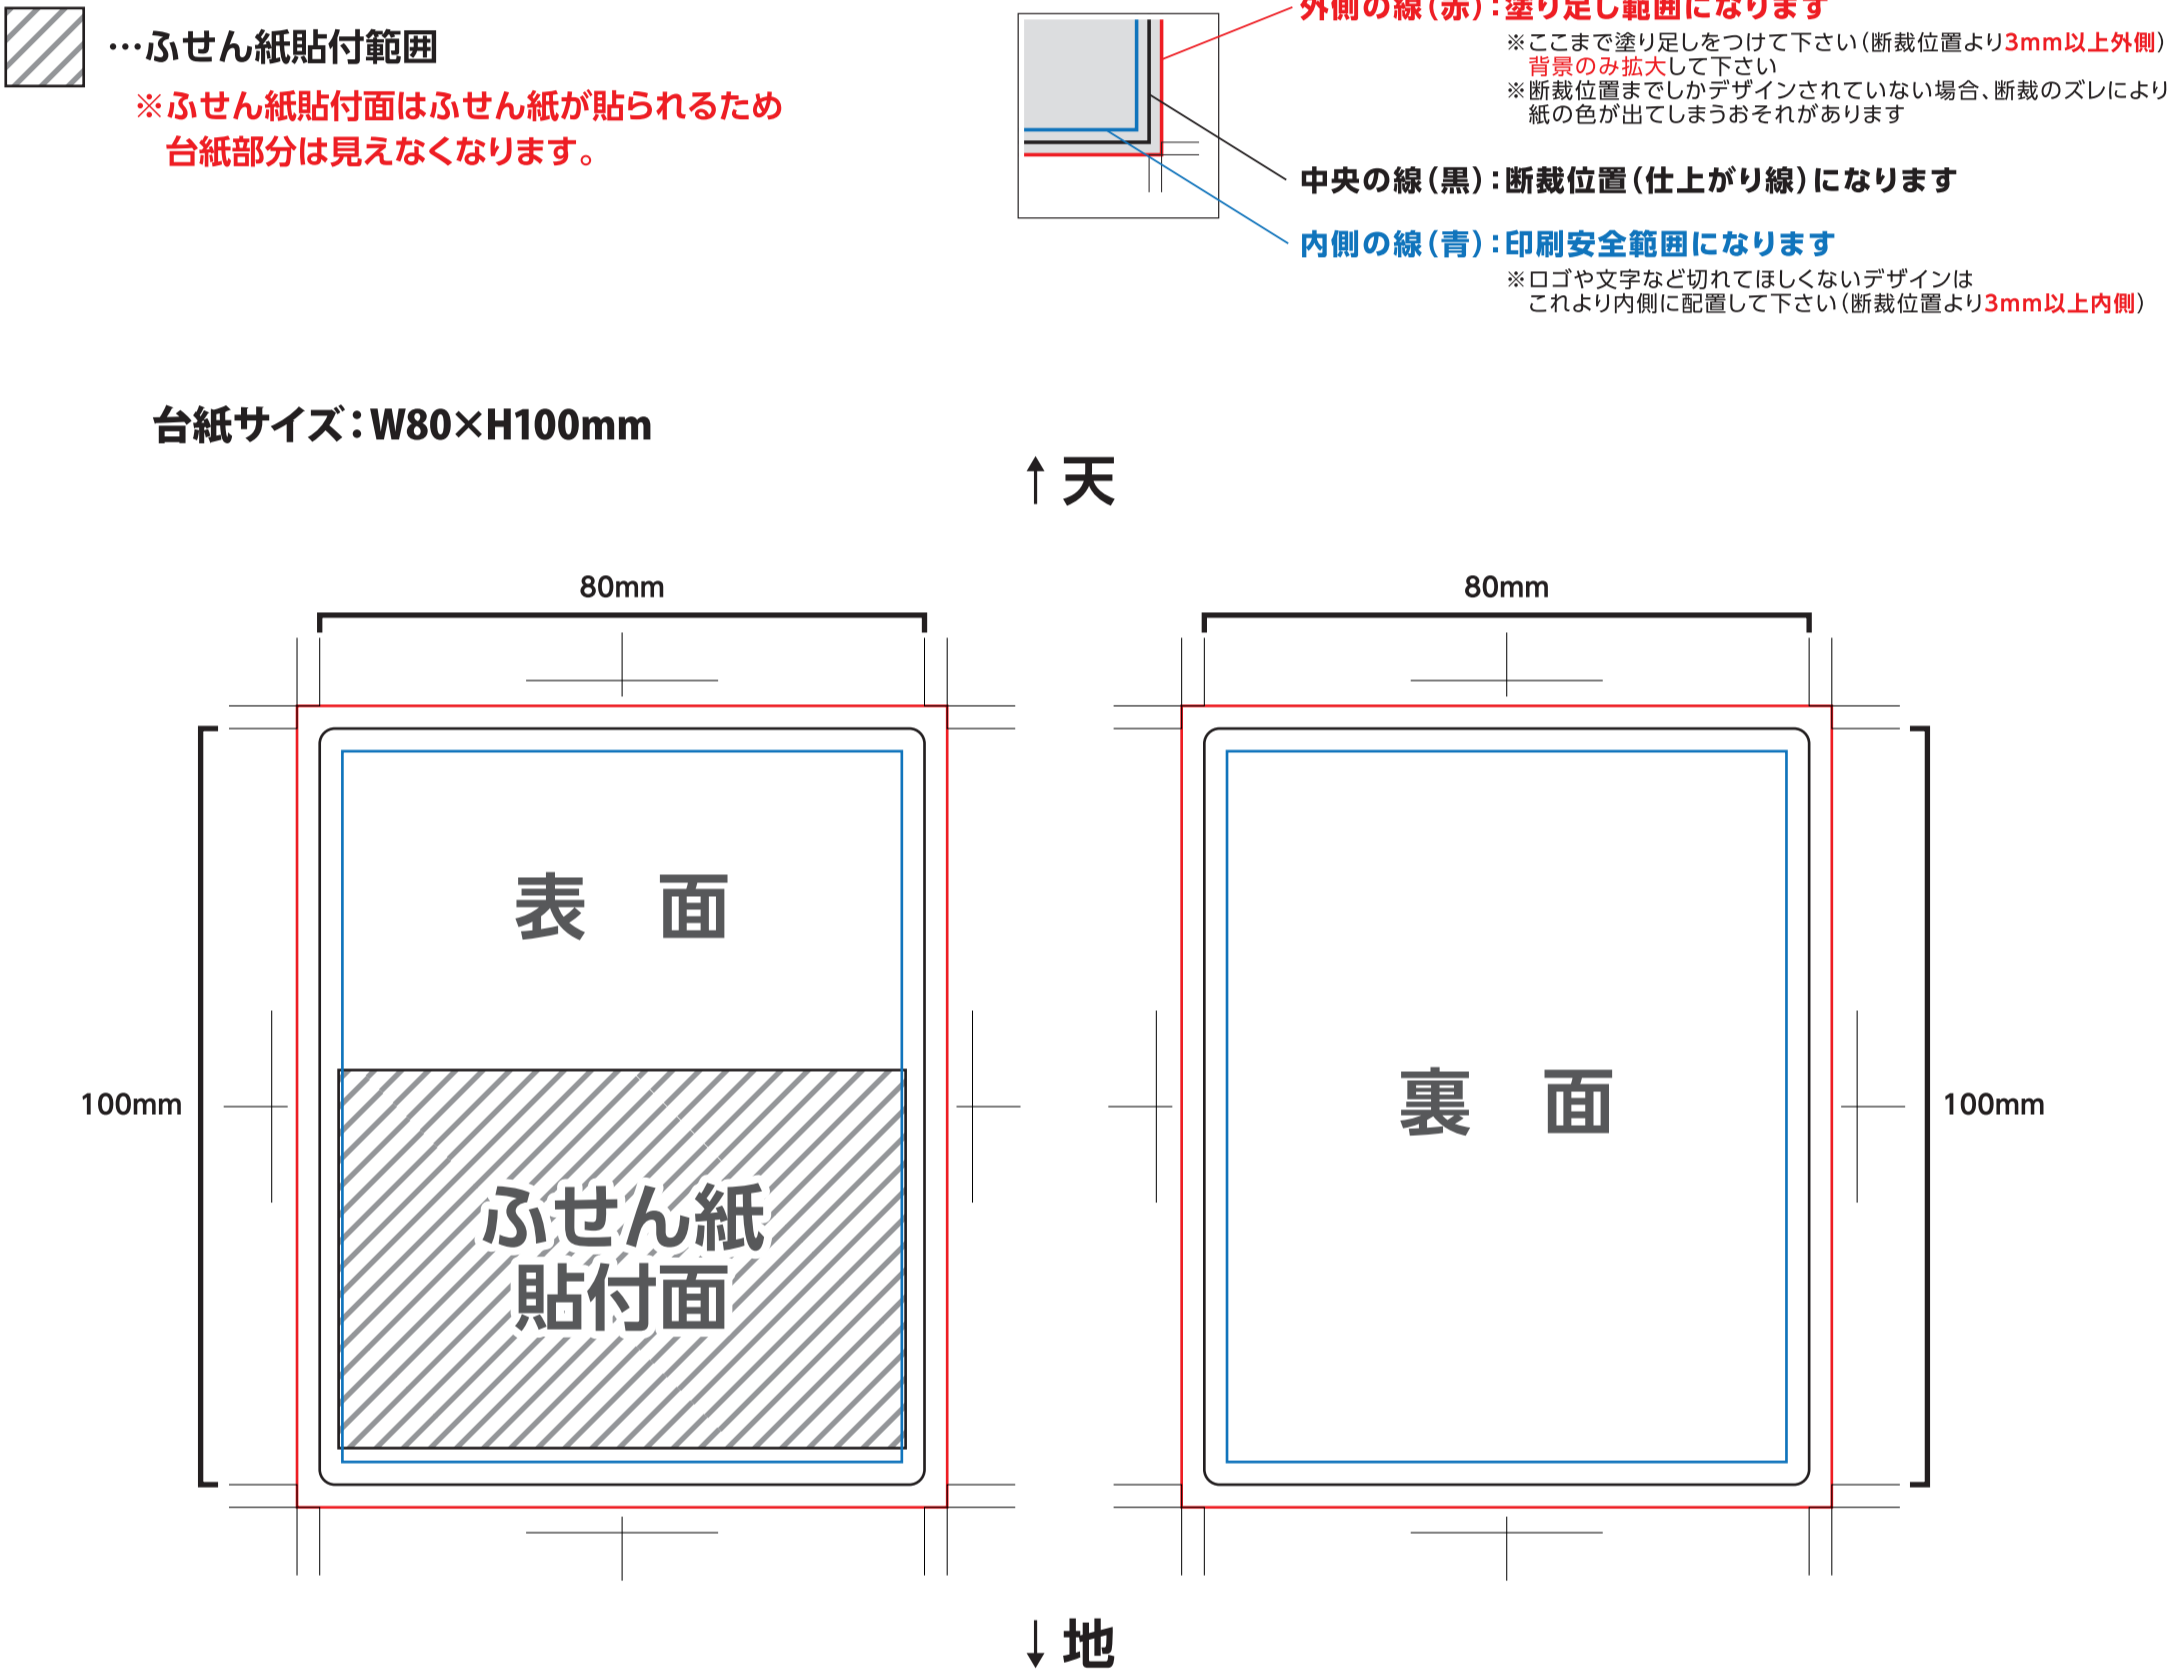 …ふせん紙貼付範囲
※ふせん紙貼付面はふせん紙が貼られるため
台紙部分は見えなくなります。
外側の線（赤）：塗り足し範囲になります
※ここまで塗り足しをつけて下さい（断裁位置より3mm以上外側）
背景のみ拡大して下さい
※断裁位置までしかデザインされていない場合、断裁のズレにより
紙の色が出てしまうおそれがあります
中央の線（黒）：断裁位置（仕上がり線）になります
内側の線（青）：印刷安全範囲になります
※ロゴや文字など切れてほしくないデザインは
これより内側に配置して下さい（断裁位置より3mm以上内側）
台紙サイズ：W80×H100mm
↑天
80mm
80mm
表　面
100mm
ふせん紙
貼付面
裏　面
100mm
↓地